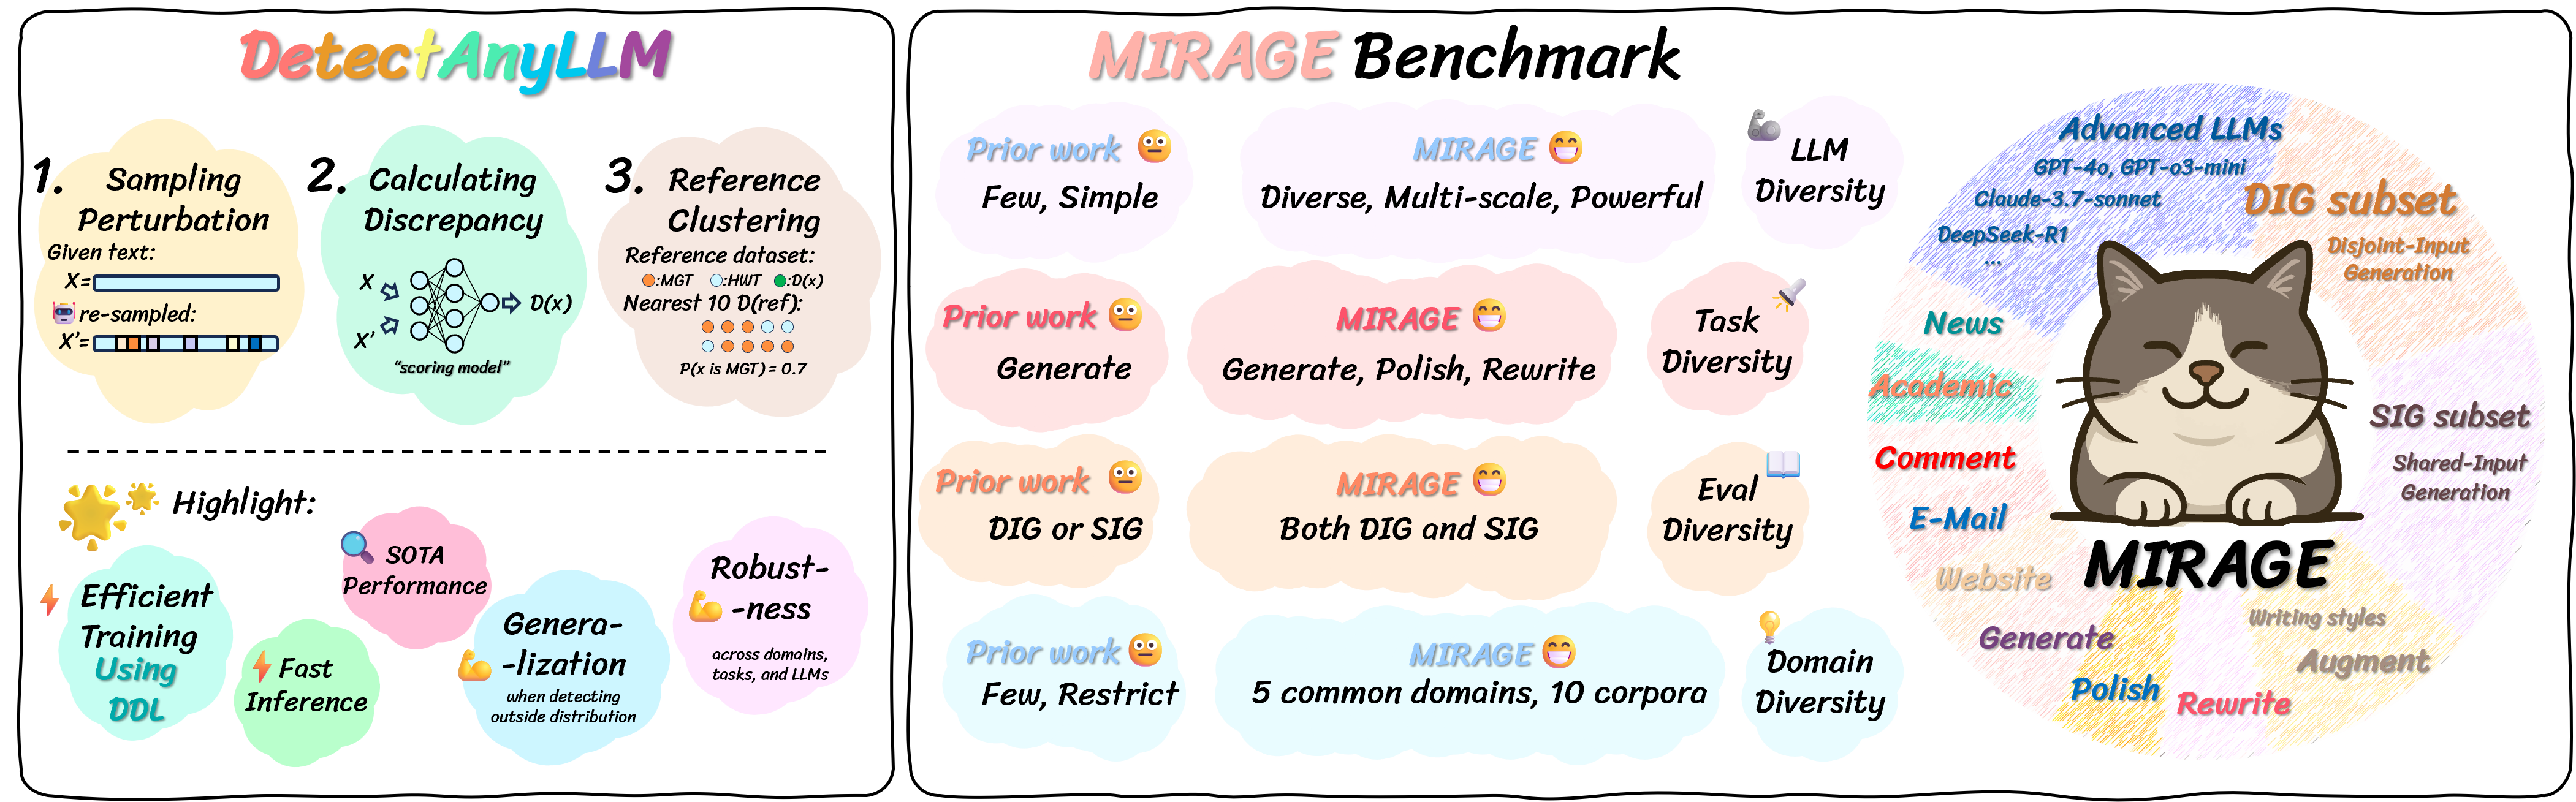 DetectAnyLLM
1. Sampling
Perturbation
Given text:
X=
re-sampled:
X'=
2. Calculating
Discrepancy
X
X'
D(x)
“scoring model”
3. Reference
Clustering
Reference dataset:
:MGT :HWT :D(x)
Nearest 10 D(ref):
P(x is MGT) = 0.7
Highlight:
Efficient
Training
Using
DDL
Fast
Inference
SOTA
Performance
Genera-
-lization
when detecting
outside distribution
Robust-
-ness
across domains,
tasks, and LLMs
MIRAGE Benchmark
Prior work
Few, Simple
MIRAGE
Diverse, Multi-scale, Powerful
LLM
Diversity
Prior work
Generate
MIRAGE
Generate, Polish, Rewrite
Task
Diversity
Prior work
DIG or SIG
MIRAGE
Both DIG and SIG
Eval
Diversity
Prior work
Few, Restrict
MIRAGE
5 common domains, 10 corpora
Domain
Diversity
Advanced LLMs
GPT-4o, GPT-o3-mini
Claude-3.7-sonnet
DeepSeek-R1
...
DIG subset
Disjoint-Input
Generation
SIG subset
Shared-Input
Generation
News
Academic
Comment
E-Mail
Website
Generate
Polish
Rewrite
Writing styles
Augment
MIRAGE